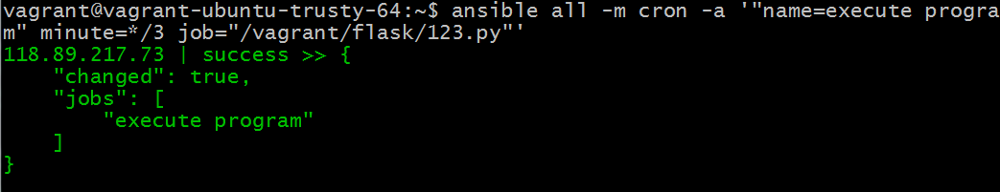 vagrant@vagrant-ubuntu-trusty-64:~$ ansible all -m cron -a '"name=execute progra
m" minute=*/3 job="/vagrant/flask/123.py"'
118.89.217.73 | success >> {
    "changed": true,
    "jobs": [
        "execute program"
    ]
}